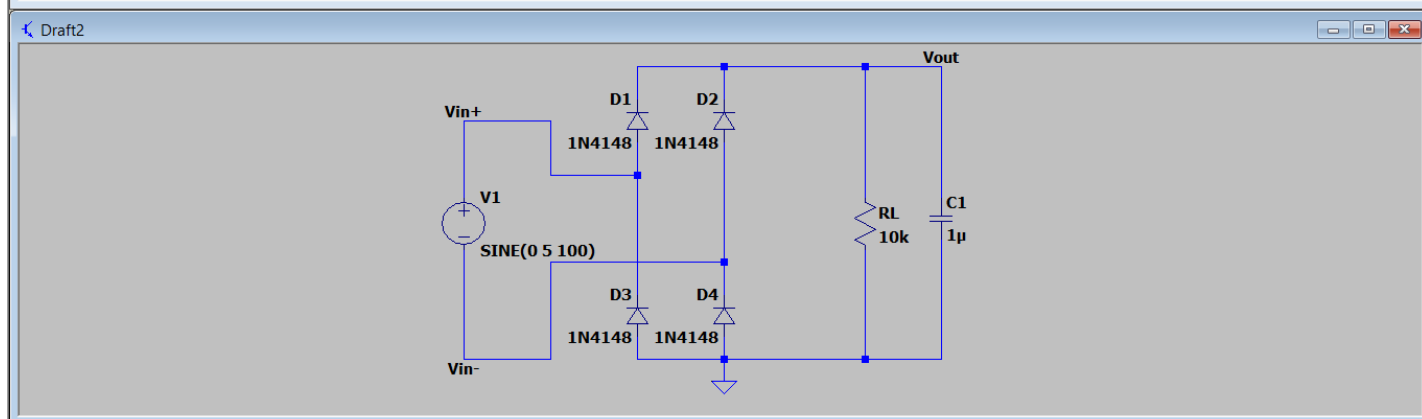 Draft2
Vout
D1
D2
Vin+
1N4148
1N4148
V1
SINE(0 5 100)
RL
10k
C1
1µ
D3
D4
1N4148
1N4148
Vin-